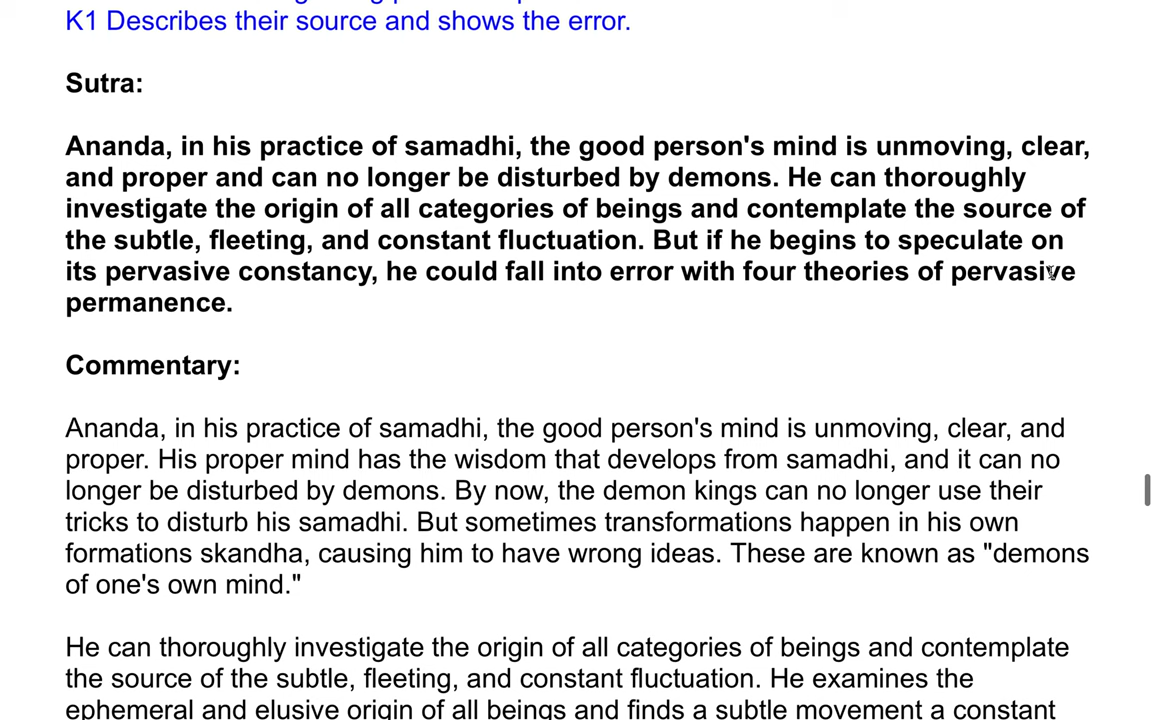 K1 Describes their source and shows the error.
Sutra:
Ananda, in his practice of samadhi, the good person's mind is unmoving, clear,
and proper and can no longer be disturbed by demons. He can thoroughly
investigate the origin of all categories of beings and contemplate the source of
the subtle, fleeting, and constant fluctuation. But if he begins to speculate on
its pervasive constancy, he could fall into error with four theories of pervasive
permanence.
Commentary:
Ananda, in his practice of samadhi, the good person's mind is unmoving, clear, and
proper. His proper mind has the wisdom that develops from samadhi, and it can no
longer be disturbed by demons. By now, the demon kings can no longer use their
tricks to disturb his samadhi. But sometimes transformations happen in his own
formations skandha, causing him to have wrong ideas. These are known as "demons
of one's own mind."
He can thoroughly investigate the origin of all categories of beings and contemplate
the source of the subtle, fleeting, and constant fluctuation. He examines the
ephemeral and elusive origin of all beings and finds a subtle movement a constant